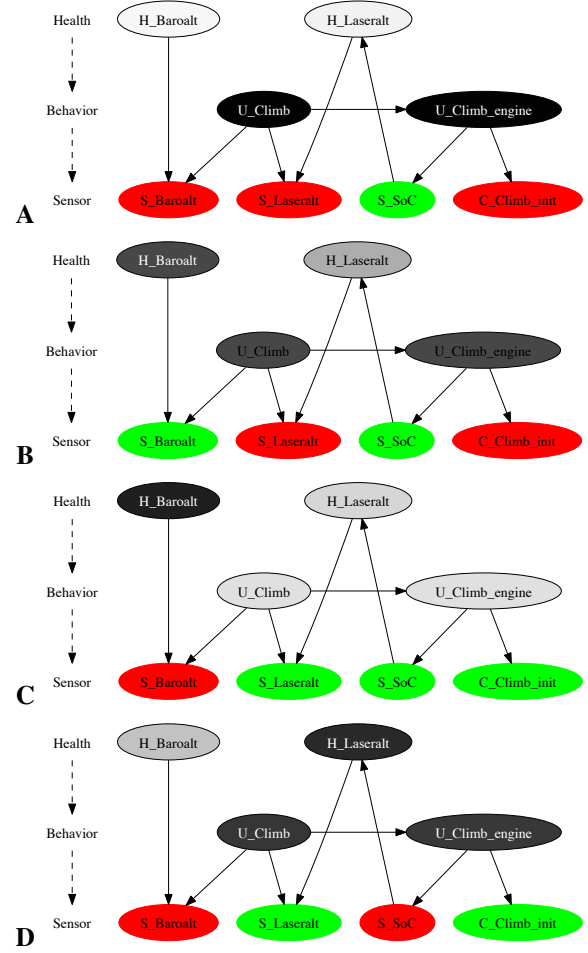 Health H_Baroalt H_Laseralt
Behavior U_Climb U_Climb_engine
Sensor S_Baroalt S_Laseralt S_SoC C_Climb_init
A
Health H_Baroalt H_Laseralt
Behavior U_Climb U_Climb_engine
Sensor S_Baroalt S_Laseralt S_SoC C_Climb_init
B
Health H_Baroalt H_Laseralt
Behavior U_Climb U_Climb_engine
Sensor S_Baroalt S_Laseralt S_SoC C_Climb_init
C
Health H_Baroalt H_Laseralt
Behavior U_Climb U_Climb_engine
Sensor S_Baroalt S_Laseralt S_SoC C_Climb_init
D